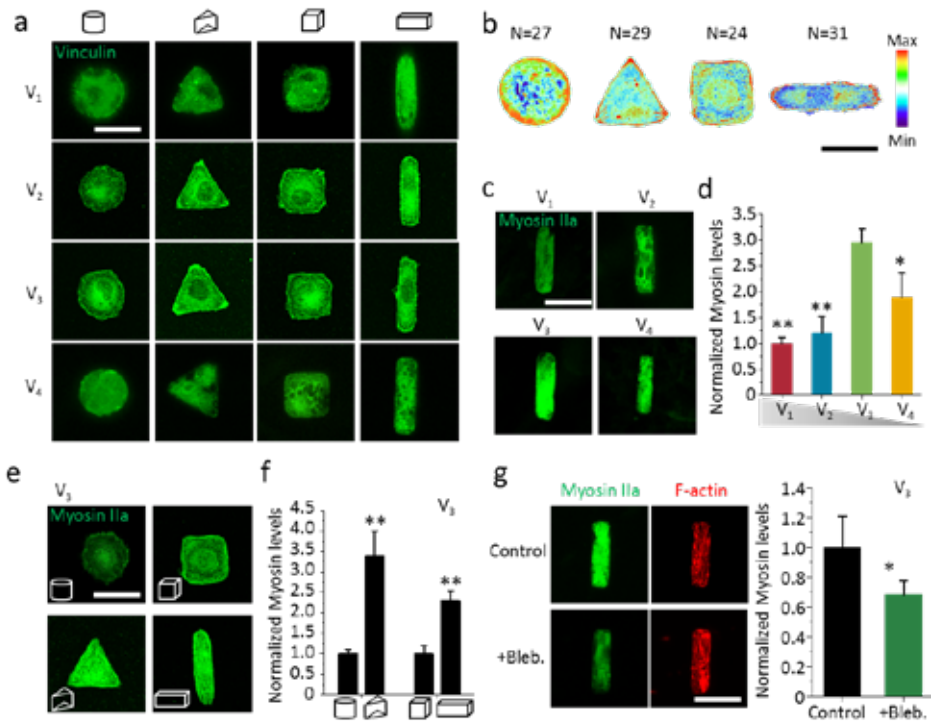 a
Vinculin
V1
V2
V3
V4
b
N=27 N=29 N=24 N=31
Max
Min
c
V1 V2
Myosin IIa
V3 V4
d
Normalized Myosin levels
3.5
3.0
2.5
2.0
1.5
1.0
0.5
0
** ** *
V1 V2 V3 V4
e
V3
Myosin IIa
f
V3
Normalized Myosin levels
4.5
4.0
3.5
3.0
2.5
2.0
1.5
1.0
0
** **
g
Myosin IIa F-actin
Control
+Bleb.
V3
Normalized Myosin levels
1.4
1.2
1.0
0.8
0.6
0.4
0.2
0
*
Control +Bleb.